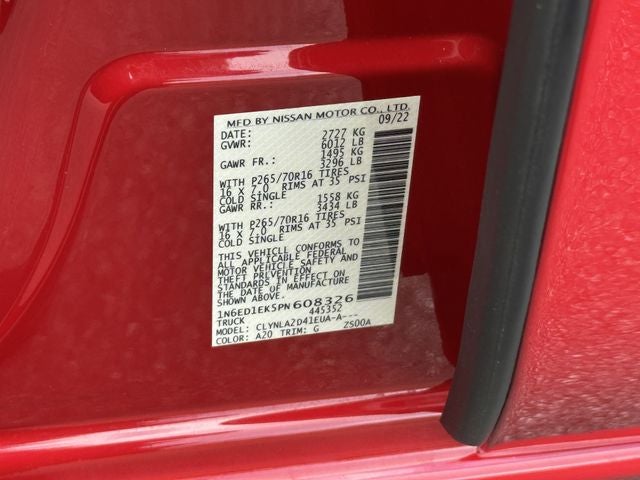 MFD BY NISSAN MOTOR CO., LTD.
DATE: 09/22
GVWR: 2727 KG
6012 LB
GAWR FR.: 1495 KG
3296 LB
WITH P265/70R16 TIRES
16 X 7.0 RIMS AT 35 PSI
COLD SINGLE
GAWR RR.: 1558 KG
3434 LB
WITH P265/70R16 TIRES
16 X 7.0 RIMS AT 35 PSI
COLD SINGLE
THIS VEHICLE CONFORMS TO
ALL APPLICABLE FEDERAL
MOTOR VEHICLE SAFETY AND
THEFT PREVENTION
STANDARDS IN EFFECT ON
THE DATE OF MANUFACTURE
SHOWN ABOVE.
1N6ED1EK5PN608326
TRUCK 445352
MODEL: CLYNLA2D41EUA-A---
COLOR: A20 TRIM: G ZS00A